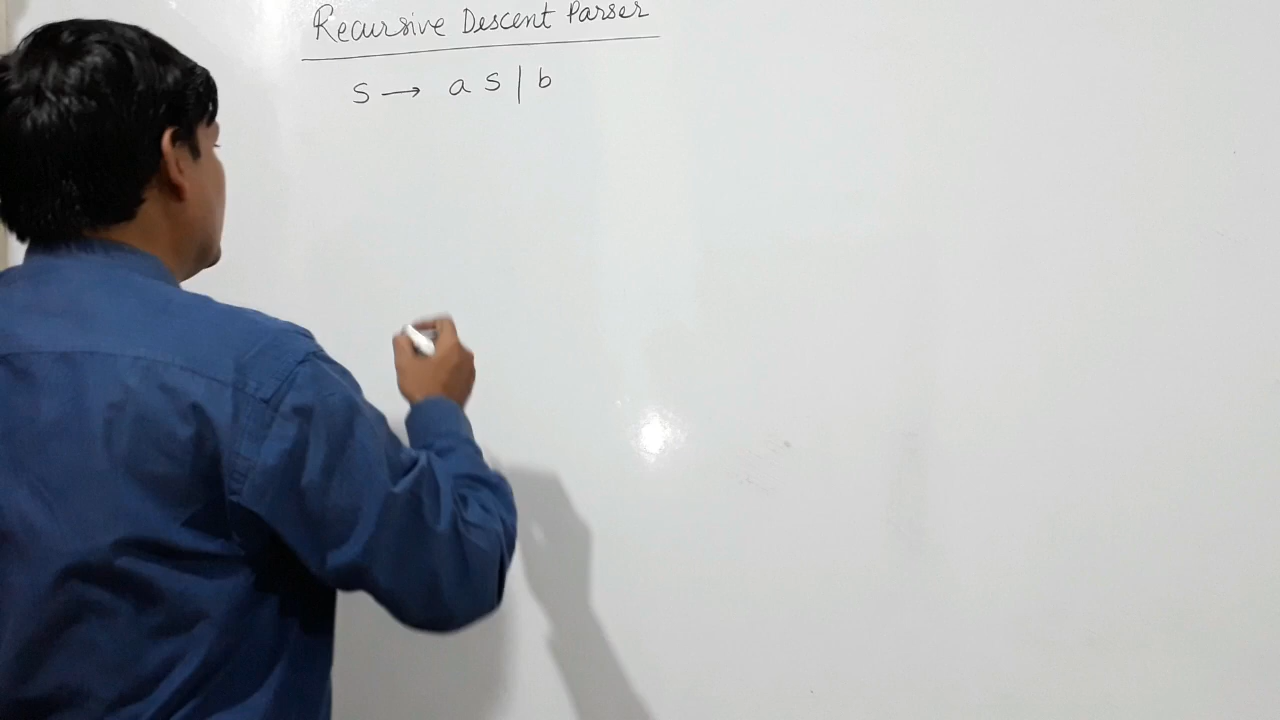 Recursive Descent Parser
S → a S | b